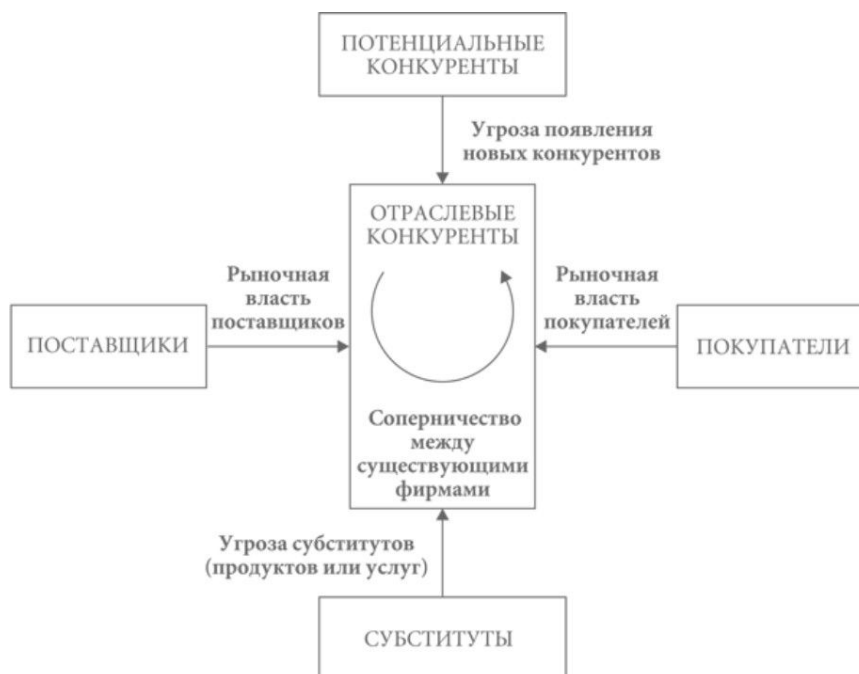 ПОТЕНЦИАЛЬНЫЕ
КОНКУРЕНТЫ
Угроза появления
новых конкурентов
ОТРАСЛЕВЫЕ
КОНКУРЕНТЫ
Рыночная
власть
поставщиков
Рыночная
власть
покупателей
ПОСТАВЩИКИ
ПОКУПАТЕЛИ
Соперничество
между
существующими
фирмами
Угроза субститутов
(продуктов или услуг)
СУБСТИТУТЫ